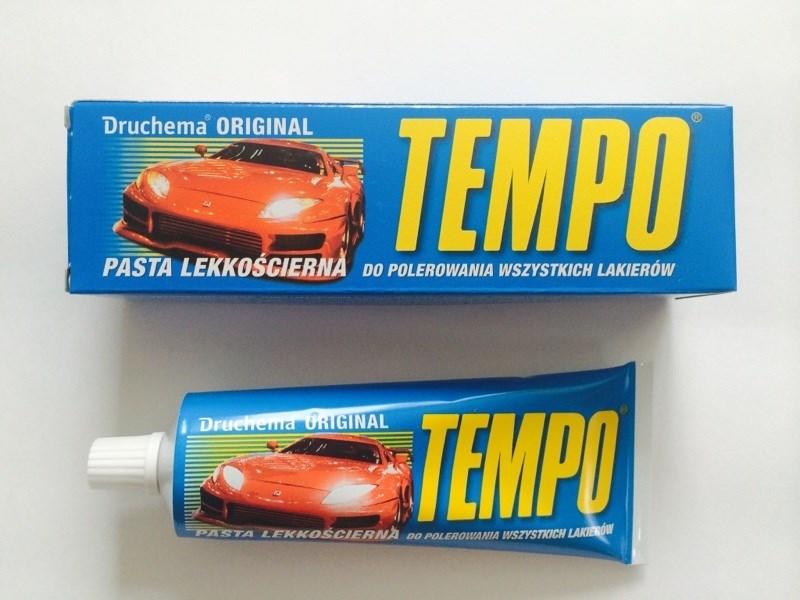 Druchema® ORIGINAL
TEMPO®
PASTA LEKKOŚCIERNA DO POLEROWANIA WSZYSTKICH LAKIERÓW
Druchema ORIGINAL
TEMPO®
PASTA LEKKOŚCIERNA DO POLEROWANIA WSZYSTKICH LAKIERÓW